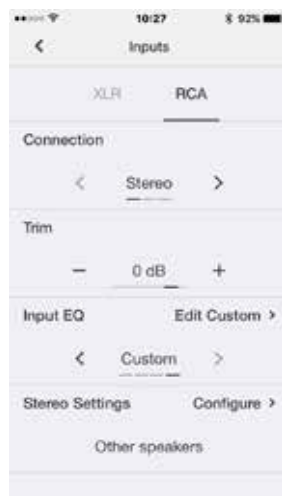 10:27 92%
Inputs
XLR RCA
Connection
Stereo
Trim
0 dB
Input EQ Edit Custom
Custom
Stereo Settings Configure
Other speakers